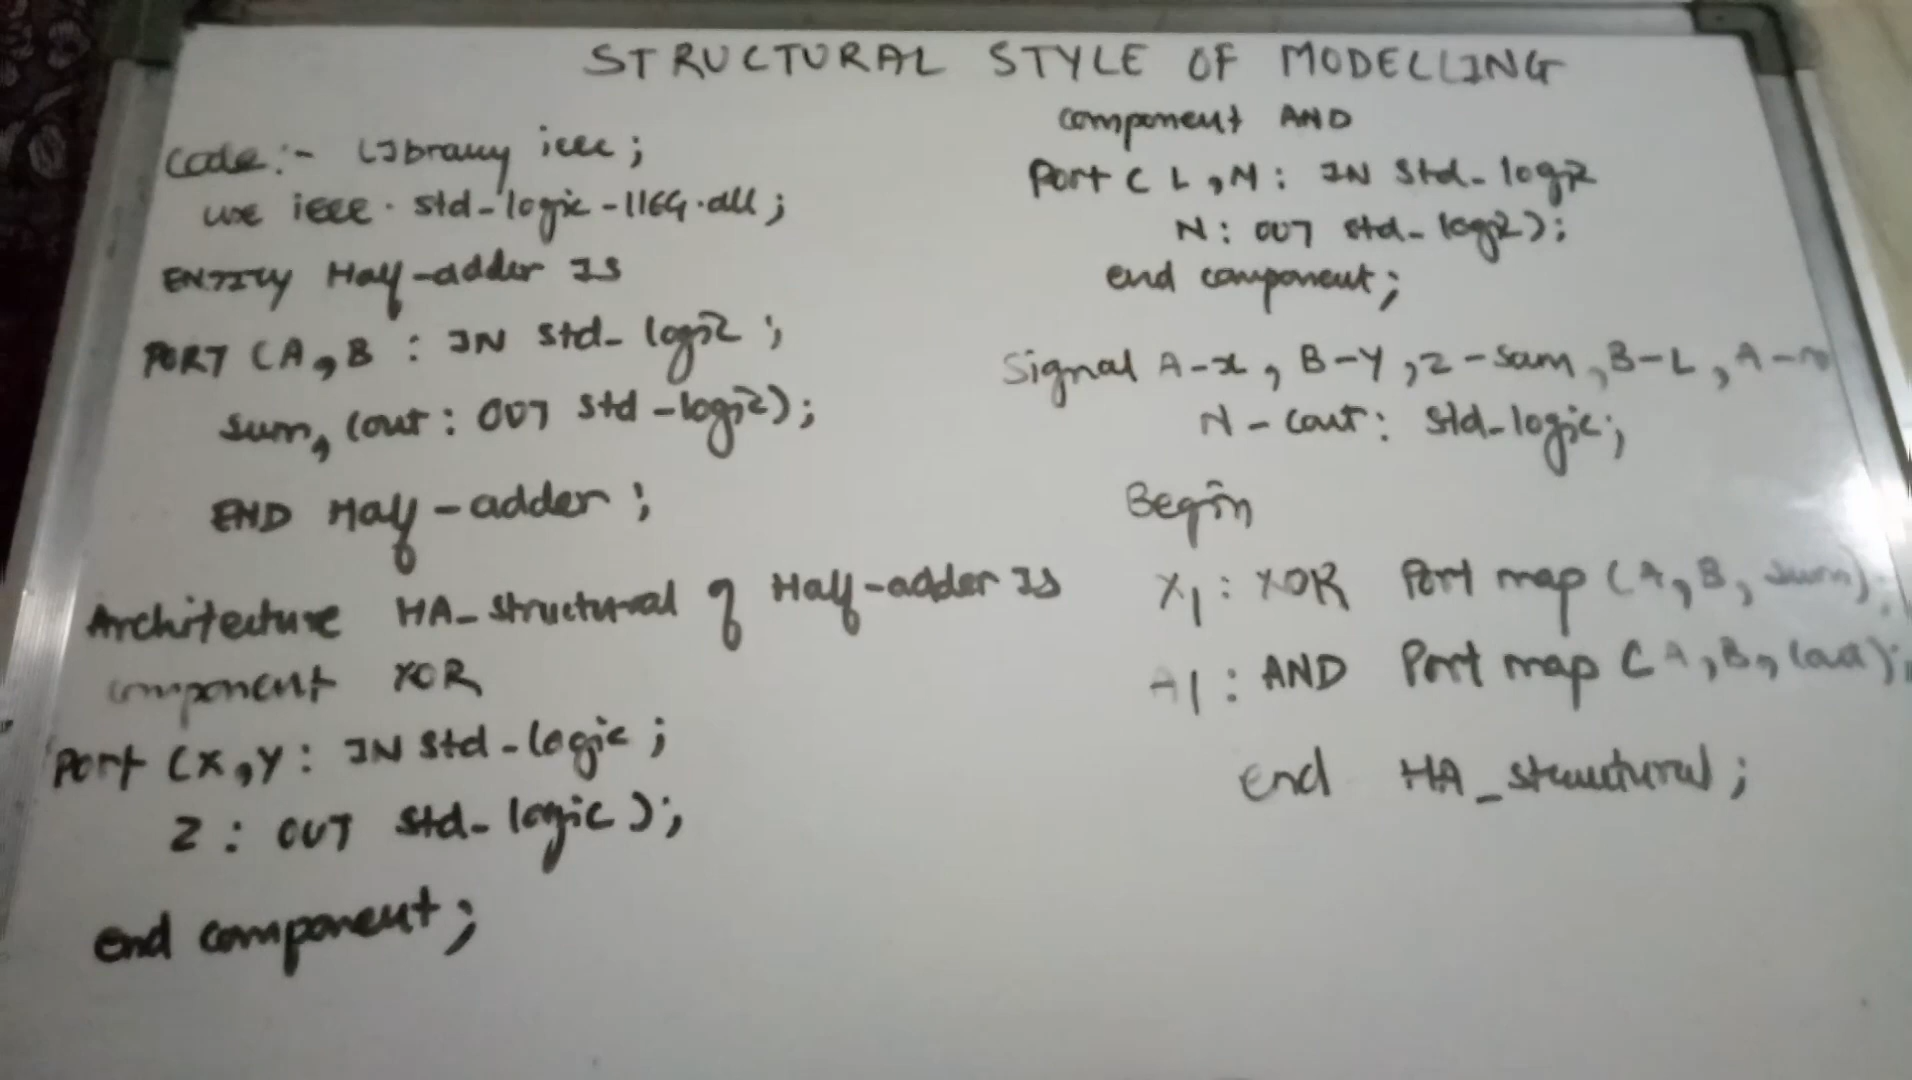 STRUCTURAL STYLE OF MODELLING
code:- Library ieee;
use ieee.std-logic-1164.all;
ENTITY Half-adder IS
PORT (A,B : IN std-logic ;
sum, cout : OUT std-logic);
END Half-adder ;
Architecture HA_structural of Half-adder IS
component XOR
Port (X,Y : IN std-logic ;
Z : OUT std-logic );
end component;
component AND
Port ( L,M : IN std-logic
N : OUT std-logic);
end component;
Signal A-x, B-Y, Z-sum, B-L, A-m
N-cout : std-logic;
Begin
X1 : XOR Port map (A, B, sum);
A1 : AND Port map (A, B, cout);
end HA_structural;